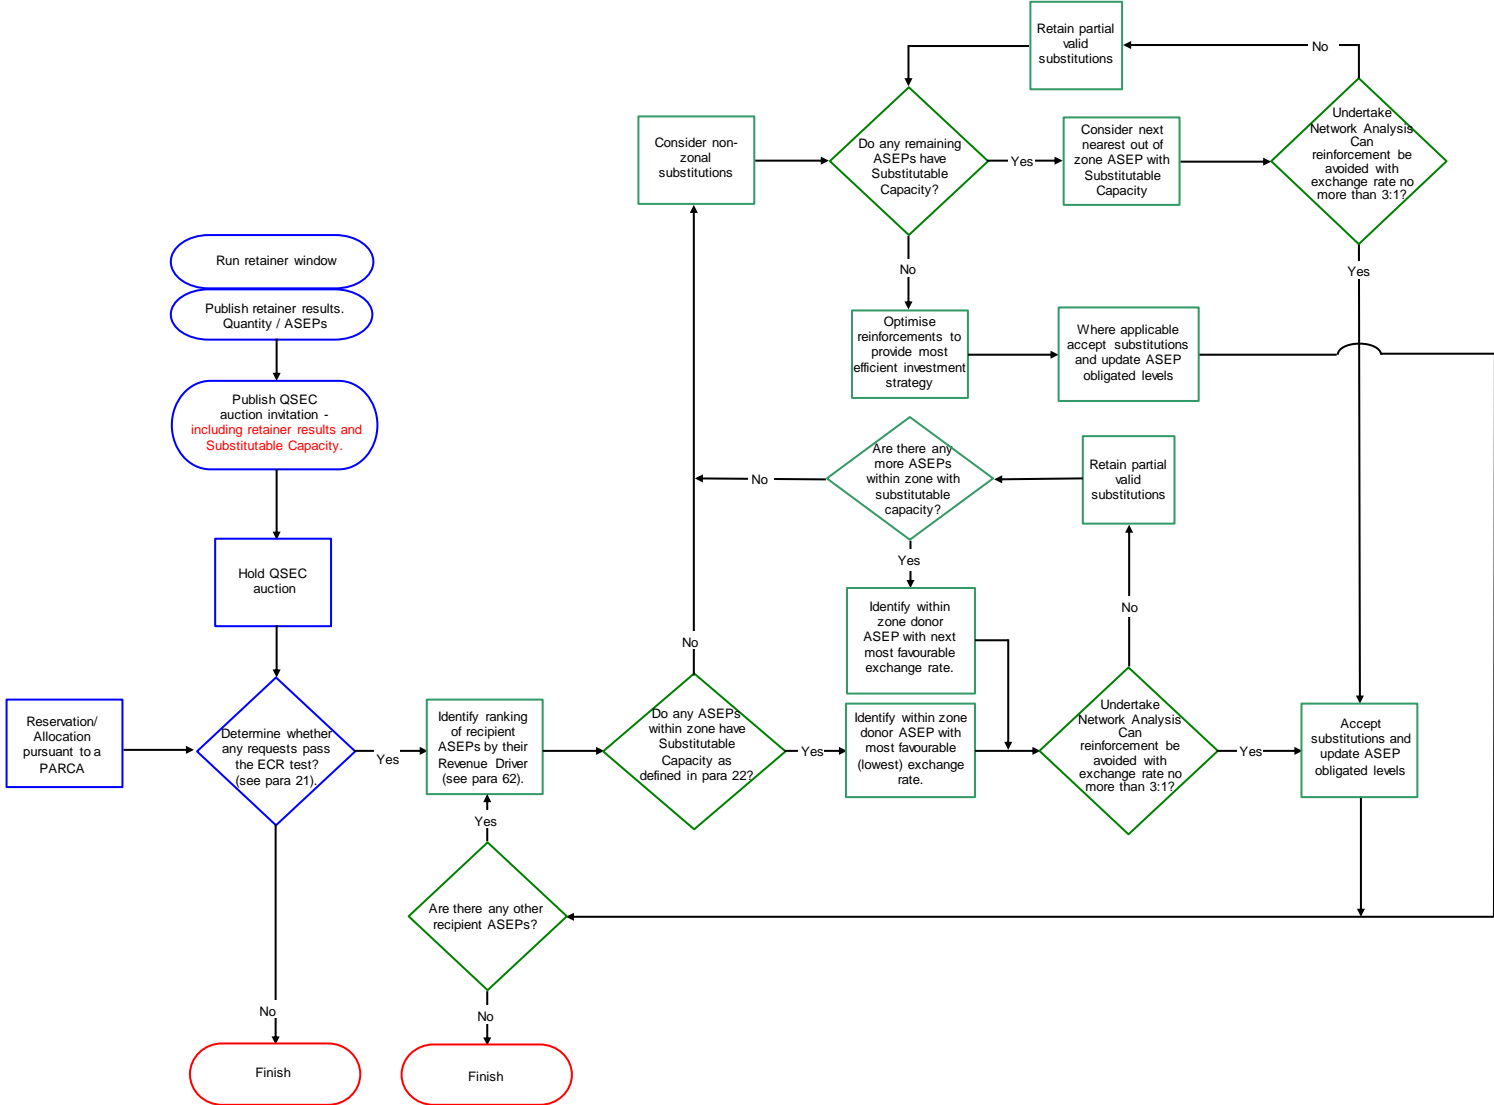 Retain partial
valid
substitutions
No
Undertake
Network Analysis
Can
reinforcement be
avoided with
exchange rate no
more than 3:1?
Consider non-
zonal
substitutions
Do any remaining
ASEPs have
Substitutable
Capacity?
Yes
Consider next
nearest out of
zone ASEP with
Substitutable
Capacity
Yes
No
Run retainer window
Publish retainer results.
Quantity / ASEPs
Optimise
reinforcements to
provide most
efficient investment
strategy
Where applicable
accept substitutions
and update ASEP
obligated levels
Publish QSEC
auction invitation -
including retainer results and
Substitutable Capacity.
Are there any
more ASEPs
within zone with
substitutable
capacity?
No
Retain partial
valid
substitutions
Yes
Hold QSEC
auction
Identify within
zone donor
ASEP with next
most favourable
exchange rate.
No
No
Reservation/
Allocation
pursuant to a
PARCA
Determine whether
any requests pass
the ECR test?
(see para 21).
Yes
Identify ranking
of recipient
ASEPs by their
Revenue Driver
(see para 62).
Do any ASEPs
within zone have
Substitutable
Capacity as
defined in para 22?
Yes
Identify within zone
donor ASEP with
most favourable
(lowest) exchange
rate.
Undertake
Network Analysis
Can
reinforcement be
avoided with
exchange rate no
more than 3:1?
Yes
Accept
substitutions and
update ASEP
obligated levels
Yes
Are there any other
recipient ASEPs?
No
No
Finish
Finish